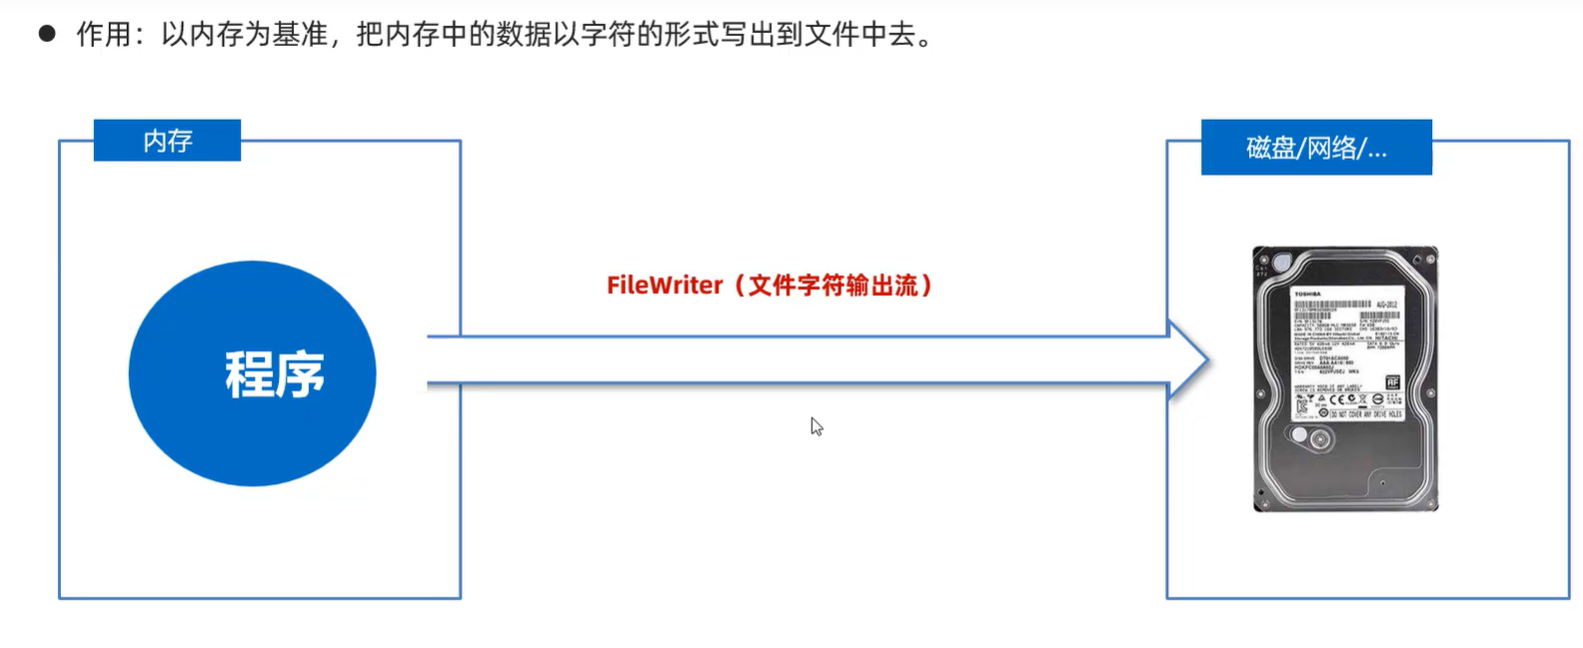 ● 作用：以内存为基准，把内存中的数据以字符的形式写出到文件中去。
内存
磁盘/网络/...
FileWriter（文件字符输出流）
程序
TOSHIBA
AUG-2012
DO NOT COVER ANY DRIVE HOLES